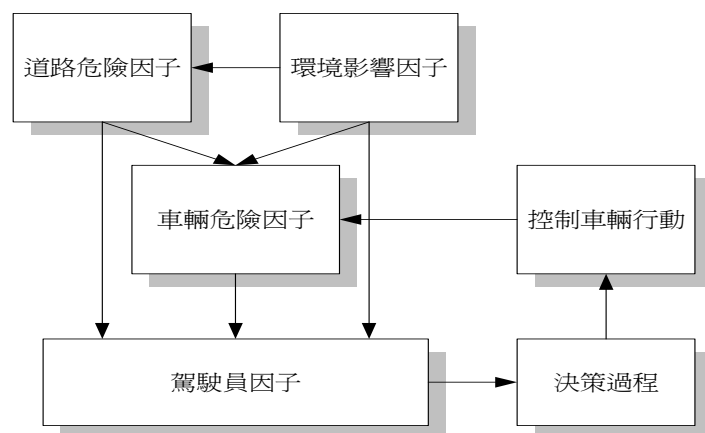 道路危險因子
環境影響因子
車輛危險因子
控制車輛行動
駕駛員因子
決策過程